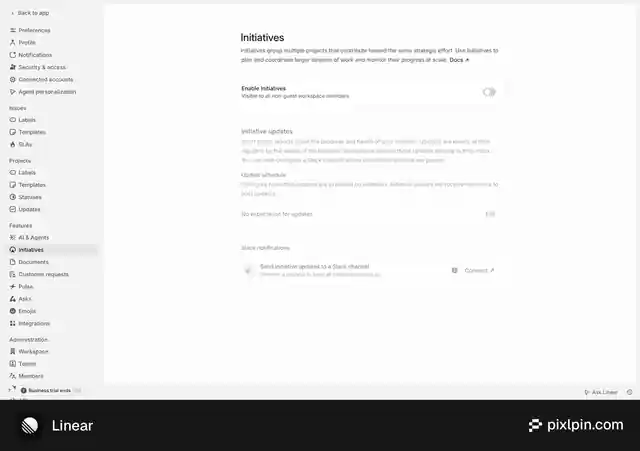 Back to app
Preferences
Profile
Notifications
Security & access
Connected accounts
Agent personalization
Issues
Labels
Templates
SLAs
Projects
Labels
Templates
Statuses
Updates
Features
AI & Agents
Initiatives
Documents
Customer requests
Pulse
Asks
Emojis
Integrations
Administration
Workspace
Teams
Members
Business trial ends
Initiatives
Initiatives group multiple projects that contribute toward the same strategic effort. Use Initiatives to
plan and coordinate larger streams of work and monitor their progress at scale. Docs ↗
Enable Initiatives
Visible to all non-guest workspace members
Initiative updates
Update schedule
Slack notifications
Send initiative updates to a Slack channel
Connect ↗
Ask Linear
Linear
pixlpin.com